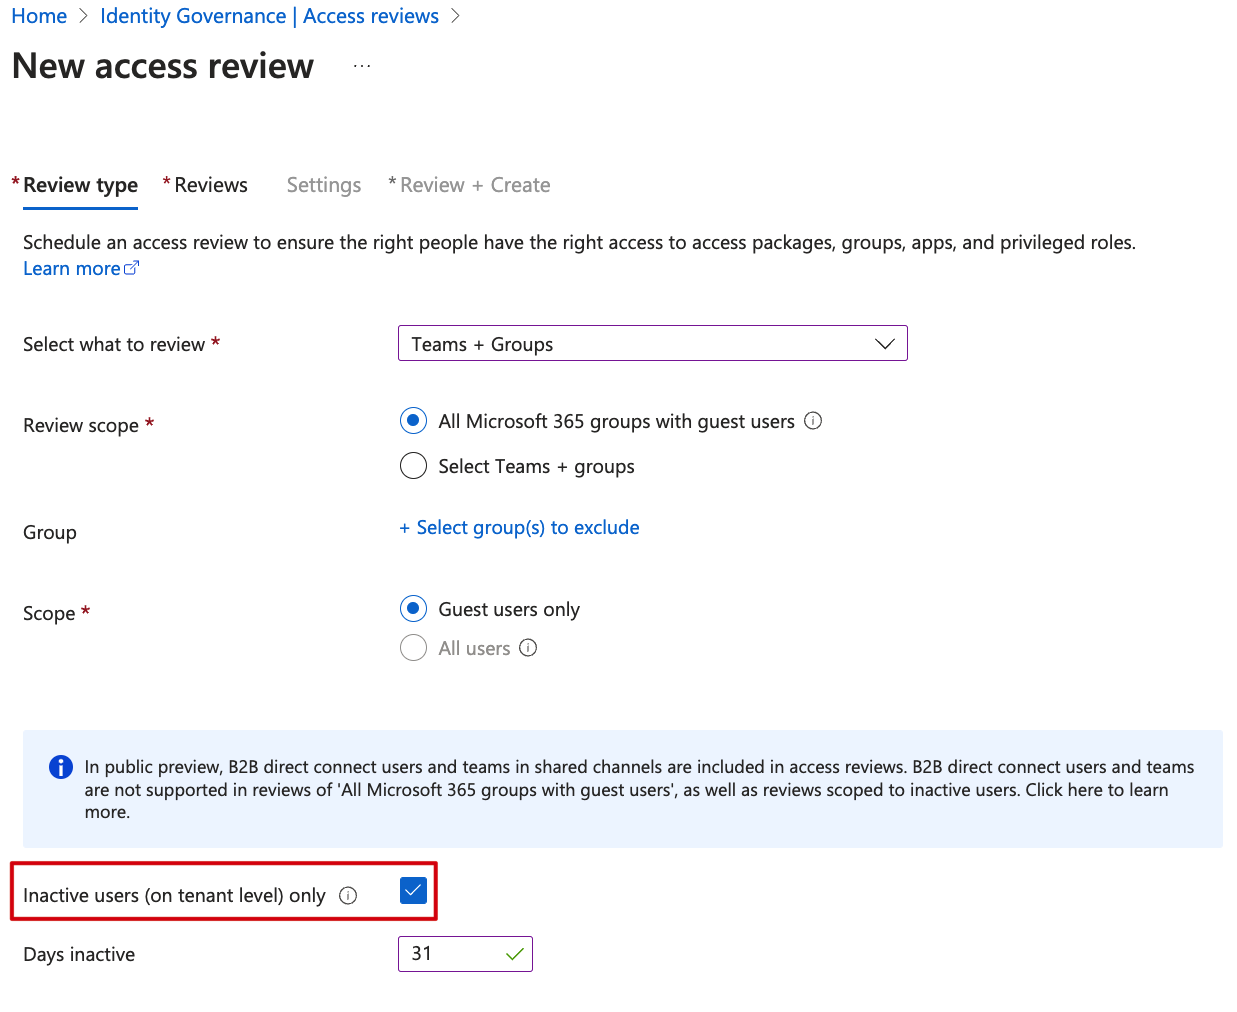 Home > Identity Governance | Access reviews >
New access review ...
*Review type *Reviews Settings *Review + Create
Schedule an access review to ensure the right people have the right access to access packages, groups, apps, and privileged roles.
Learn more
Select what to review * Teams + Groups
Review scope * All Microsoft 365 groups with guest users
Select Teams + groups
Group + Select group(s) to exclude
Scope * Guest users only
All users
In public preview, B2B direct connect users and teams in shared channels are included in access reviews. B2B direct connect users and teams
are not supported in reviews of 'All Microsoft 365 groups with guest users', as well as reviews scoped to inactive users. Click here to learn
more.
Inactive users (on tenant level) only
Days inactive 31